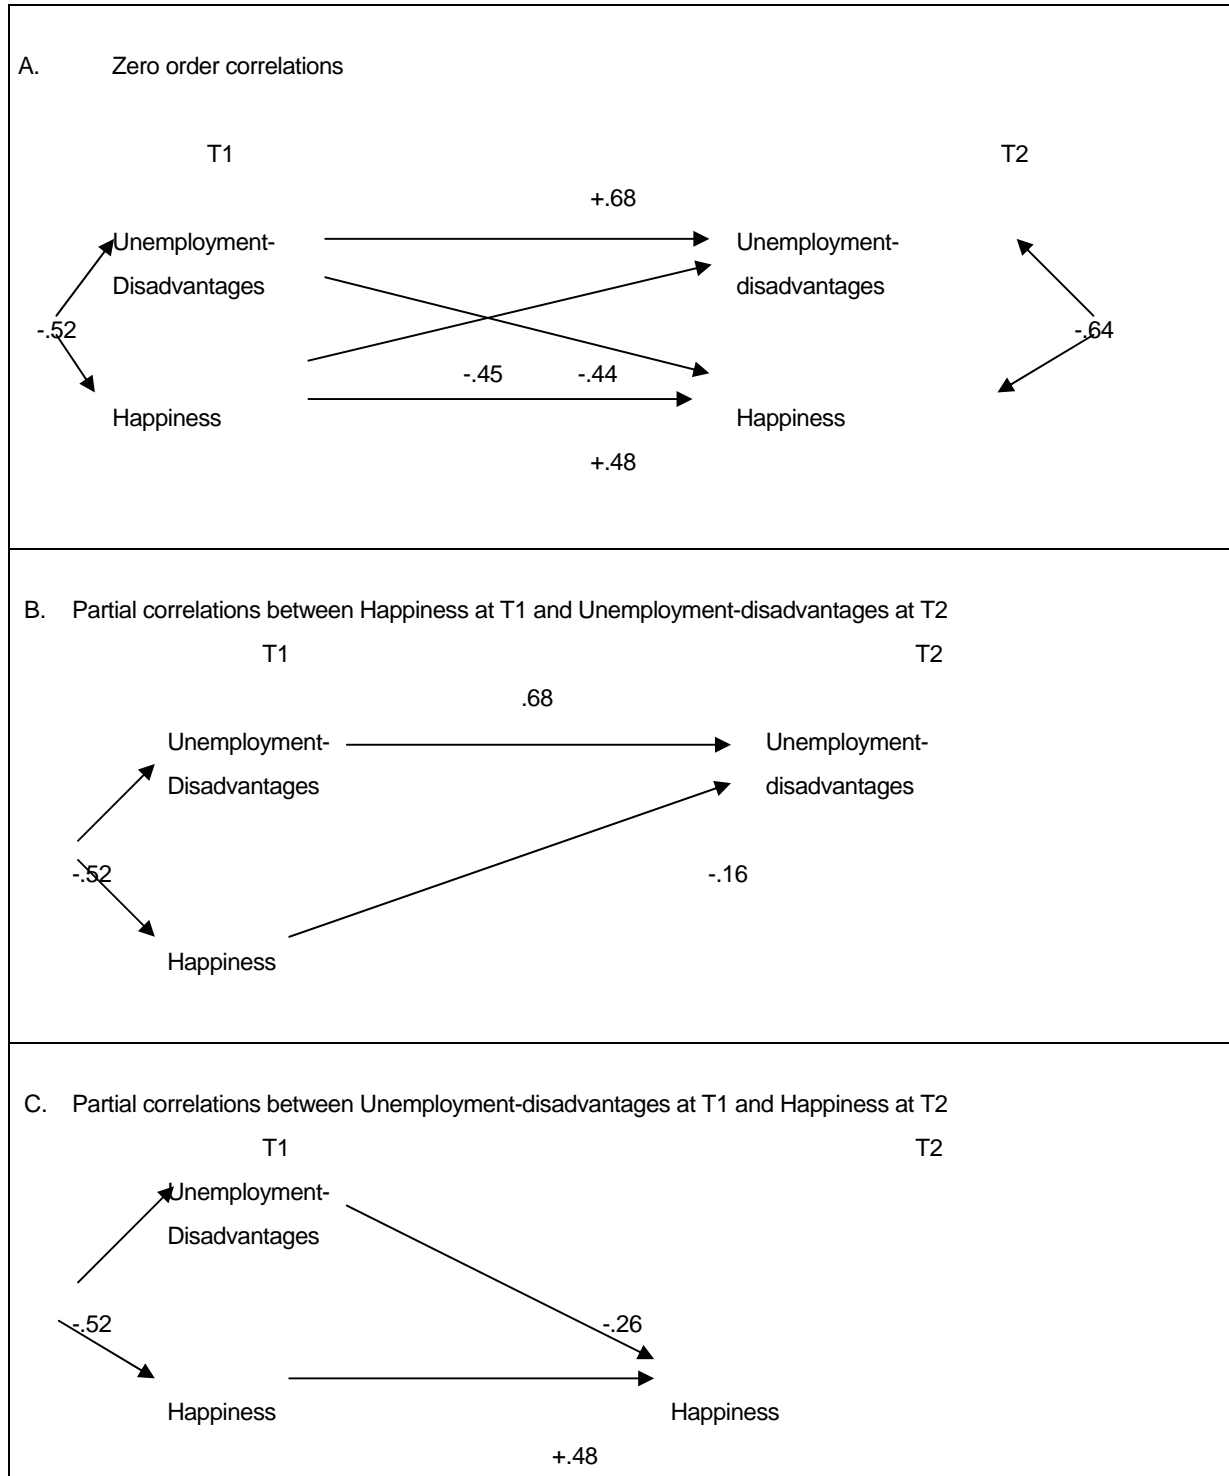 A. Zero order correlations
T1 T2
+.68
Unemployment- Unemployment-
Disadvantages disadvantages
-.52 -.64
-.45 -.44
Happiness Happiness
+.48
B. Partial correlations between Happiness at T1 and Unemployment-disadvantages at T2
T1 T2
.68
Unemployment- Unemployment-
Disadvantages disadvantages
-.52 -.16
Happiness
C. Partial correlations between Unemployment-disadvantages at T1 and Happiness at T2
T1 T2
Unemployment-
Disadvantages
-.52 -.26
Happiness Happiness
+.48